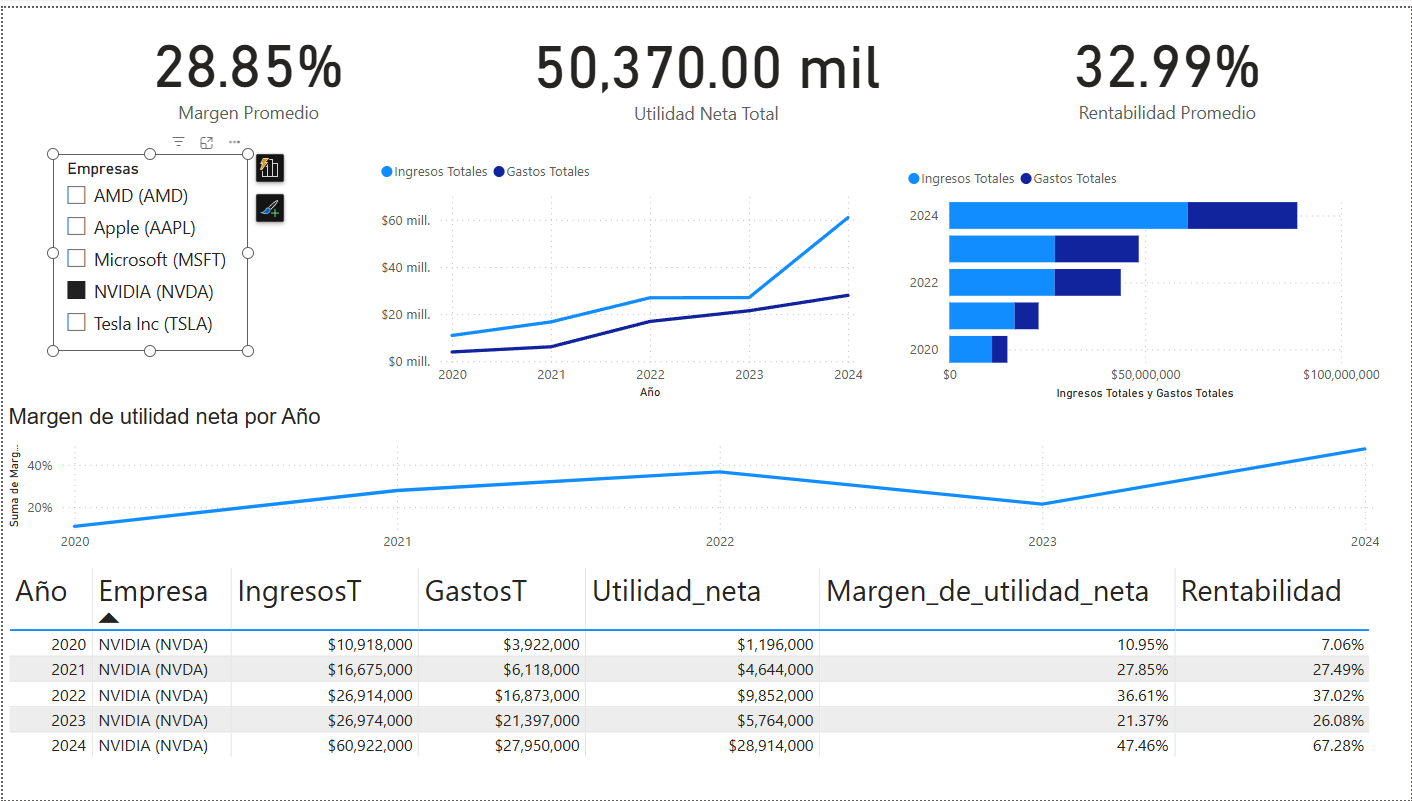 28.85%
Margen Promedio
50,370.00 mil
Utilidad Neta Total
32.99%
Rentabilidad Promedio
Empresas
AMD (AMD)
Apple (AAPL)
Microsoft (MSFT)
NVIDIA (NVDA)
Tesla Inc (TSLA)
Ingresos Totales Gastos Totales
$60 mill.
$40 mill.
$20 mill.
$0 mill.
2020 2021 2022 2023 2024
Año
Ingresos Totales Gastos Totales
2024
2022
2020
$0 $50,000,000 $100,000,000
Ingresos Totales y Gastos Totales
Margen de utilidad neta por Año
Suma de Marg...
40%
20%
2020 2021 2022 2023 2024
Año Empresa IngresosT GastosT Utilidad_neta Margen_de_utilidad_neta Rentabilidad
2020 NVIDIA (NVDA) $10,918,000 $3,922,000 $1,196,000 10.95% 7.06%
2021 NVIDIA (NVDA) $16,675,000 $6,118,000 $4,644,000 27.85% 27.49%
2022 NVIDIA (NVDA) $26,914,000 $16,873,000 $9,852,000 36.61% 37.02%
2023 NVIDIA (NVDA) $26,974,000 $21,397,000 $5,764,000 21.37% 26.08%
2024 NVIDIA (NVDA) $60,922,000 $27,950,000 $28,914,000 47.46% 67.28%